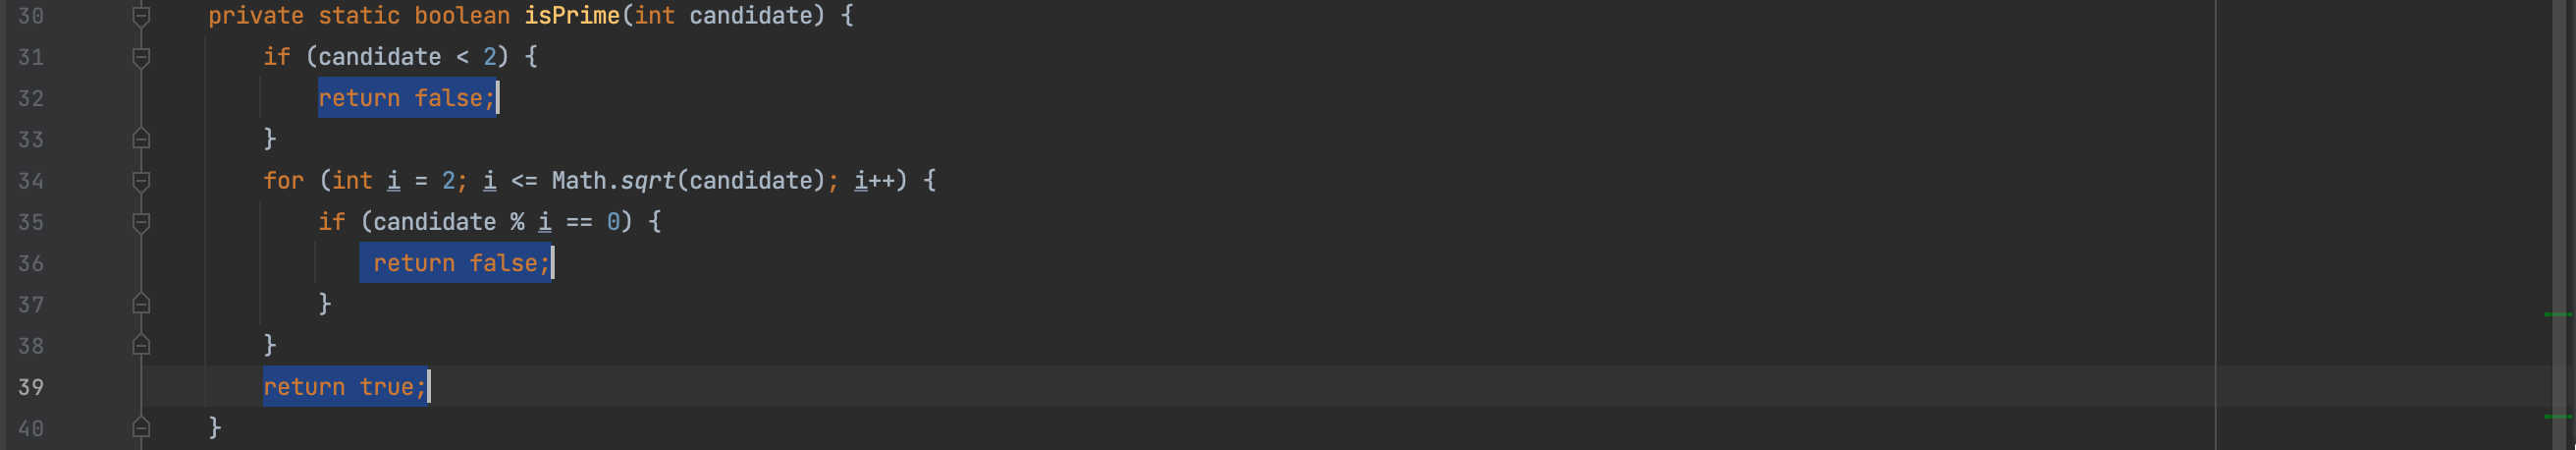 30 private static boolean isPrime(int candidate) {
31 if (candidate < 2) {
32 return false;
33 }
34 for (int i = 2; i <= Math.sqrt(candidate); i++) {
35 if (candidate % i == 0) {
36 return false;
37 }
38 }
39 return true;
40 }